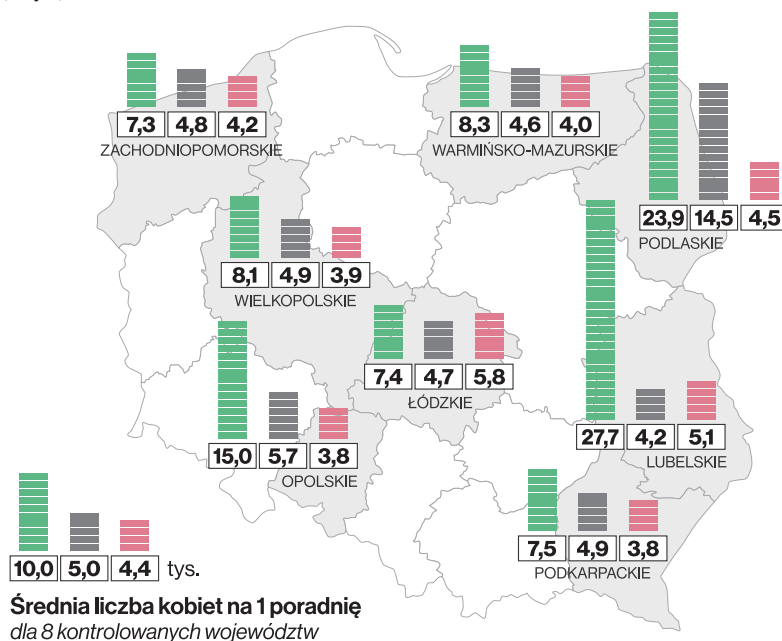 7,3 4,8 4,2
ZACHODNIOPOMORSKIE
8,3 4,6 4,0
WARMIŃSKO-MAZURSKIE
23,9 14,5 4,5
PODLASKIE
8,1 4,9 3,9
WIELKOPOLSKIE
7,4 4,7 5,8
ŁÓDZKIE
27,7 4,2 5,1
LUBELSKIE
15,0 5,7 3,8
OPOLSKIE
7,5 4,9 3,8
PODKARPACKIE
10,0 5,0 4,4 tys.
Średnia liczba kobiet na 1 poradnię
dla 8 kontrolowanych województw